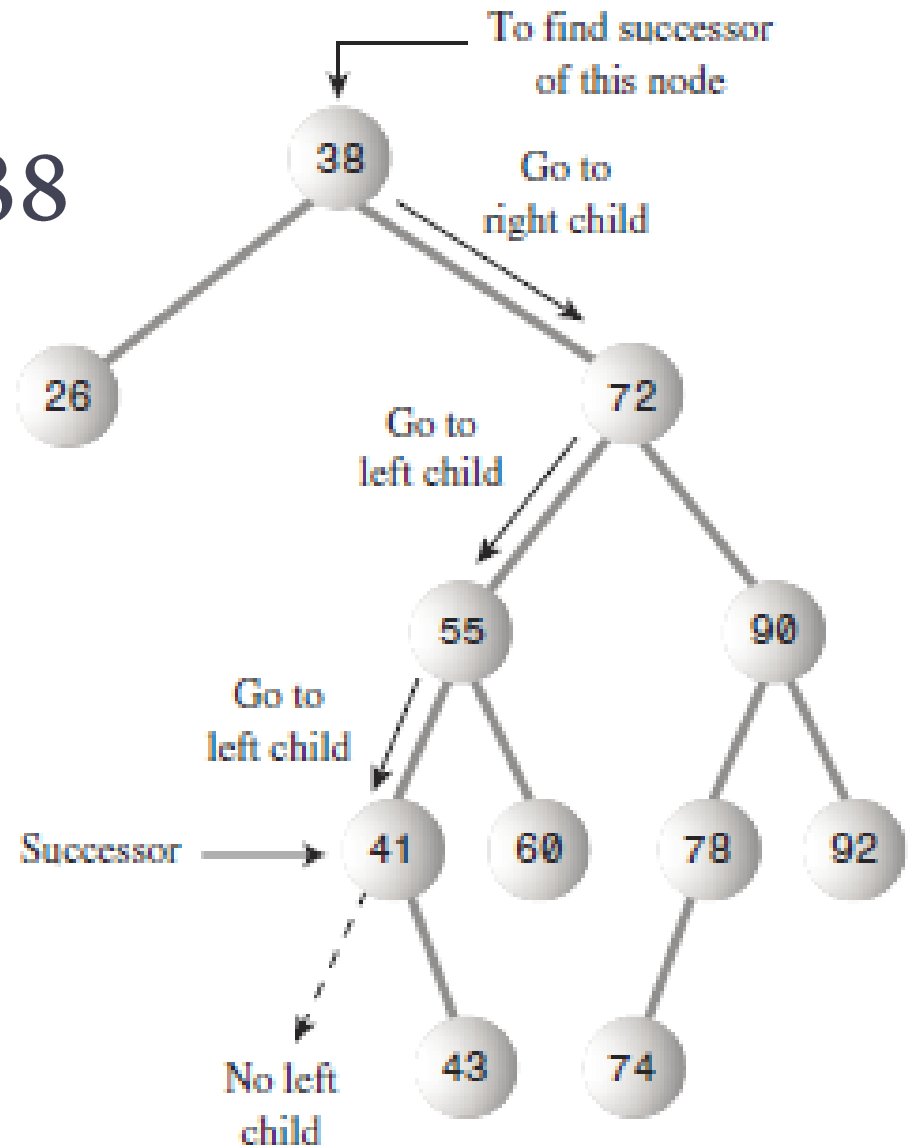 To find successor
of this node
38
38
Go to
right child
26
72
Go to
left child
55
90
Go to
left child
Successor
41
60
78
92
No left
child
43
74